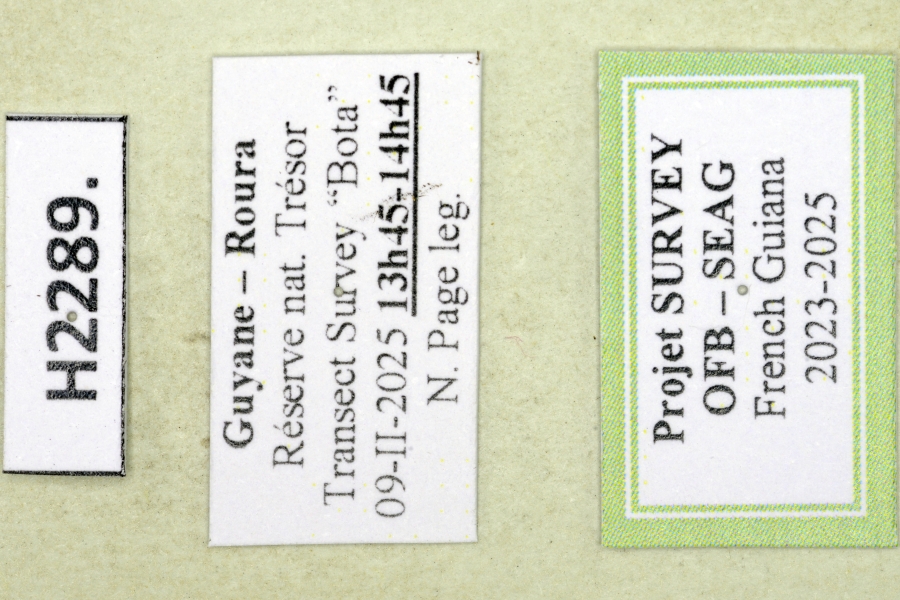 H2289.
Guyane – Roura
Réserve nat. Trésor
Transect Survey “Bota”
09-II-2025 13h45-14h45
N. Page leg.
Projet SURVEY
OFB – SEAG
French Guiana
2023-2025